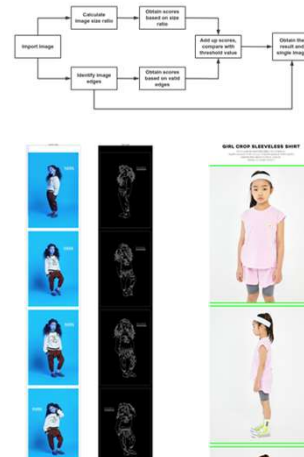 Calculate
image size ratio
Obtain scores
based on size
ratio
Import image
Add up scores,
compare with
threshold value
Obtain the
result and
single image
Identify image
edges
Obtain scores
based on valid
edges
GIRL CROP SLEEVELESS SHIRT